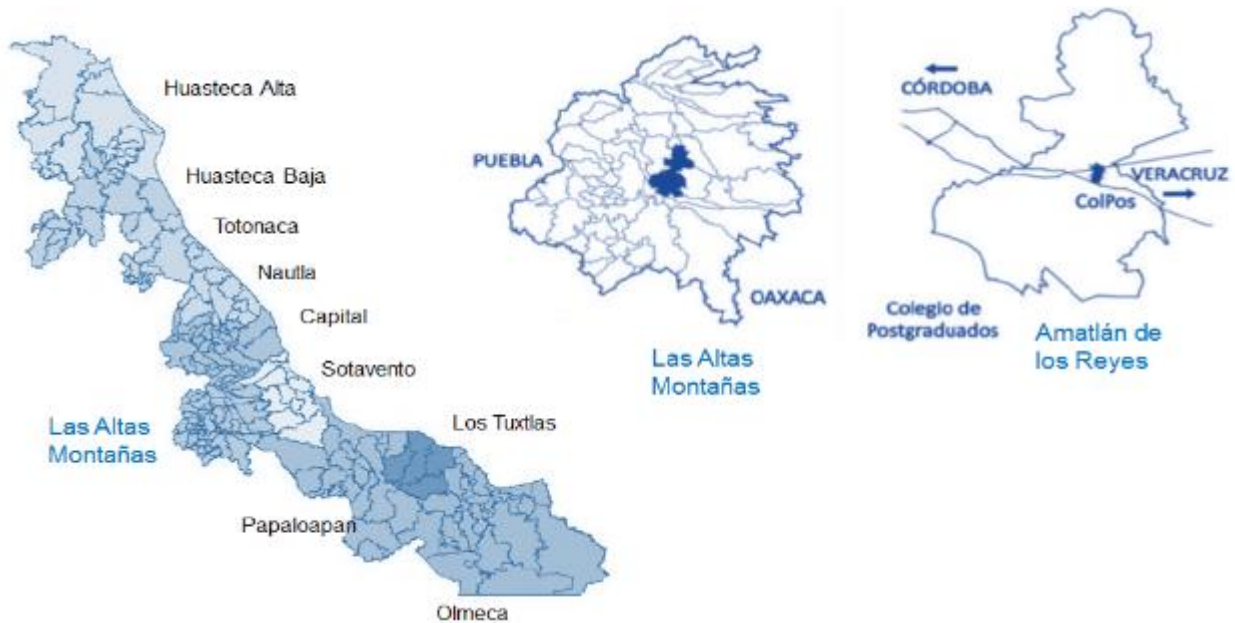 Huasteca Alta
Huasteca Baja
Totonaca
Nautla
Capital
Sotavento
Los Tuxtlas
Las Altas
Montañas
Papaloapan
Olmeca
PUEBLA
OAXACA
Las Altas
Montañas
CÓRDOBA
VERACRUZ
ColPos
Colegio de
Postgraduados
Amatlán de
los Reyes